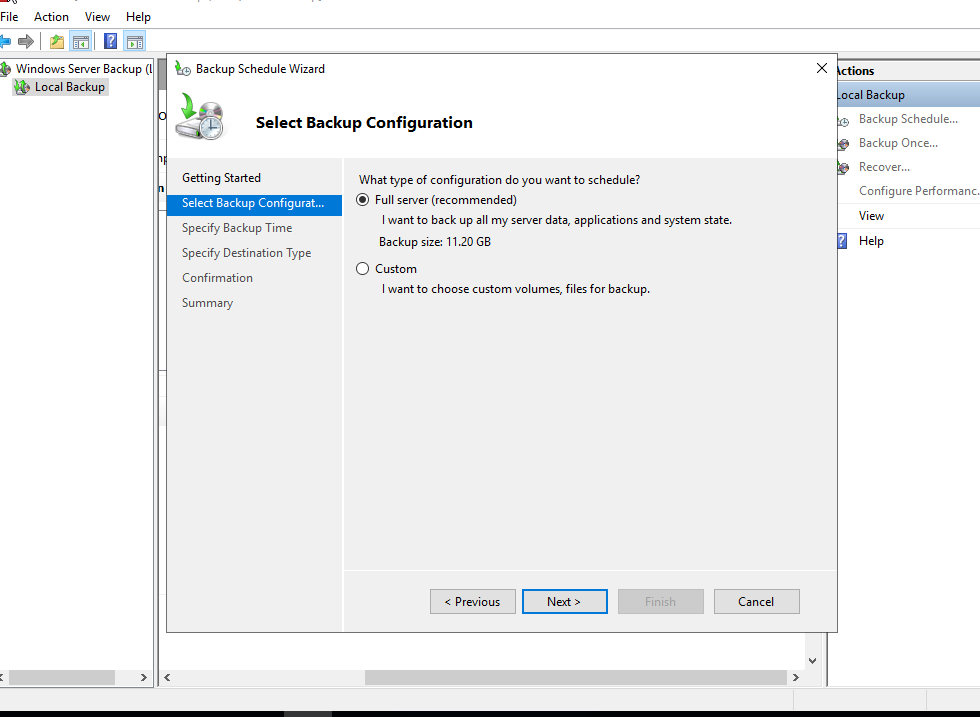 File Action View Help
Windows Server Backup (L
Local Backup
Backup Schedule Wizard
Select Backup Configuration
Getting Started
Select Backup Configurat...
Specify Backup Time
Specify Destination Type
Confirmation
Summary
What type of configuration do you want to schedule?
Full server (recommended)
I want to back up all my server data, applications and system state.
Backup size: 11.20 GB
Custom
I want to choose custom volumes, files for backup.
< Previous
Next >
Finish
Cancel
Actions
Local Backup
Backup Schedule...
Backup Once...
Recover...
Configure Performanc.
View
Help